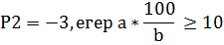 P2 = −3, егер a * 100/b ≥ 10